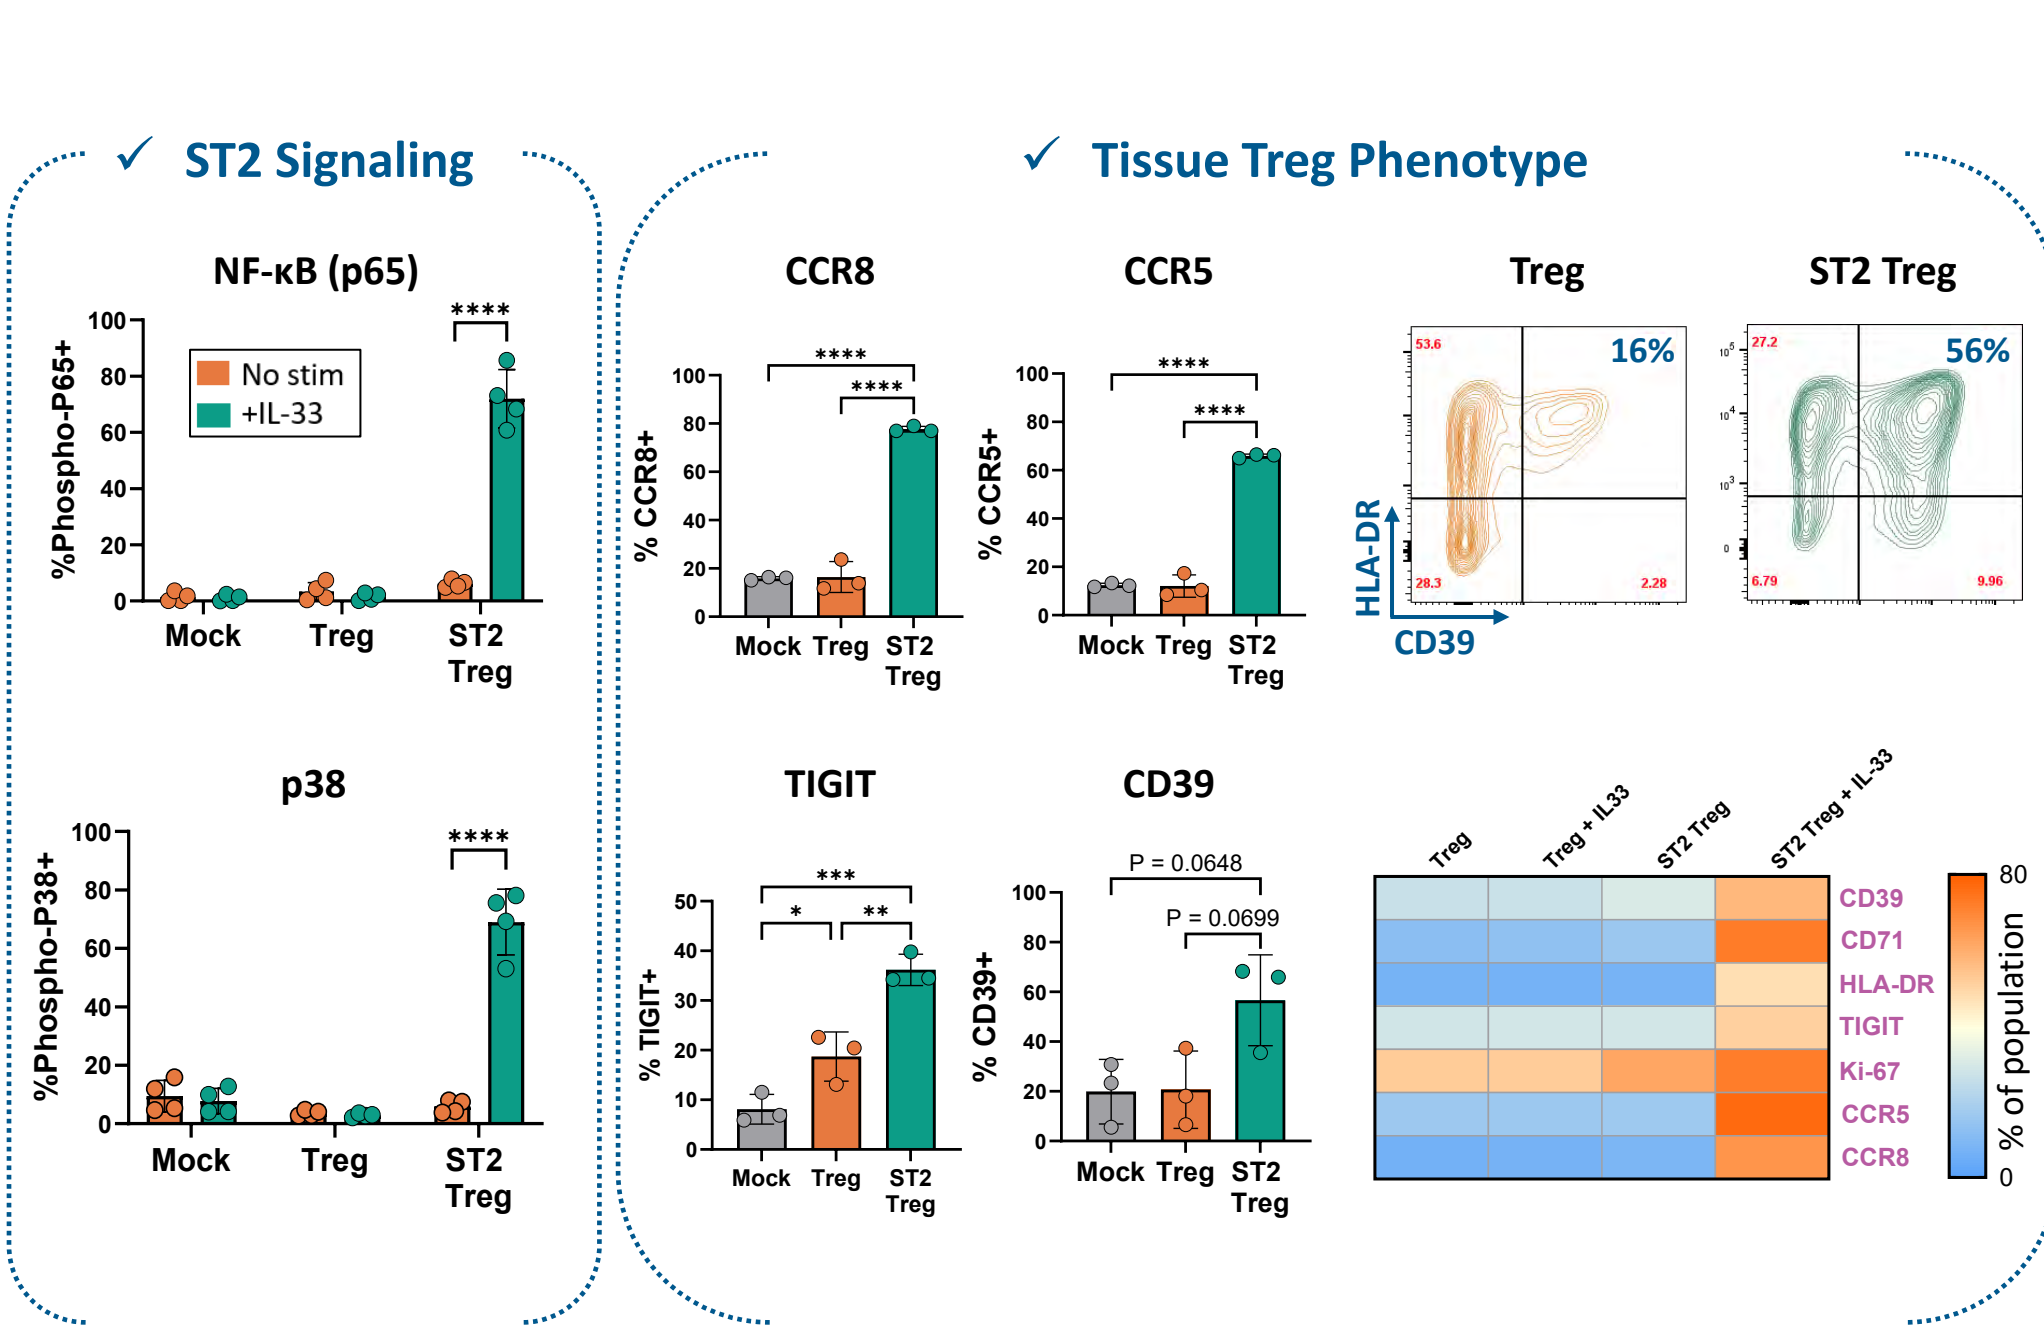 ✓ ST2 Signaling
NF-κB (p65)
%Phospho-P65+
100
80
60
40
20
0
No stim
+IL-33
****
Mock
Treg
ST2
Treg
p38
%Phospho-P38+
100
80
60
40
20
0
****
Mock
Treg
ST2
Treg
✓ Tissue Treg Phenotype
CCR8
% CCR8+
100
80
60
40
20
0
****
****
Mock
Treg
ST2
Treg
CCR5
% CCR5+
100
80
60
40
20
0
****
****
Mock
Treg
ST2
Treg
Treg
53.6
16%
28.3
2.28
HLA-DR
CD39
ST2 Treg
27.2
56%
6.79
9.96
10⁵
10⁴
10³
0
TIGIT
% TIGIT+
50
40
30
20
10
0
***
*
**
Mock
Treg
ST2
Treg
CD39
% CD39+
100
80
60
40
20
0
P = 0.0648
P = 0.0699
Mock
Treg
ST2
Treg
Treg
Treg + IL33
ST2 Treg
ST2 Treg + IL-33
CD39
CD71
HLA-DR
TIGIT
Ki-67
CCR5
CCR8
80
0
% of population